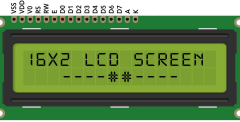 VSS VDD V0 RS RW E D0 D1 D2 D3 D4 D5 D6 D7 A K
16X2 LCD SCREEN
----##----